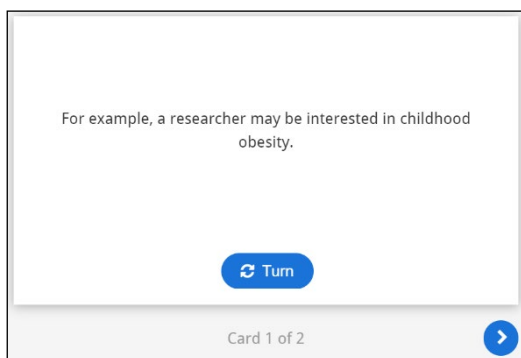 For example, a researcher may be interested in childhood
obesity.
Turn
Card 1 of 2